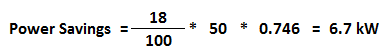 18
Power Savings = ─── * 50 * 0.746 = 6.7 kW
100